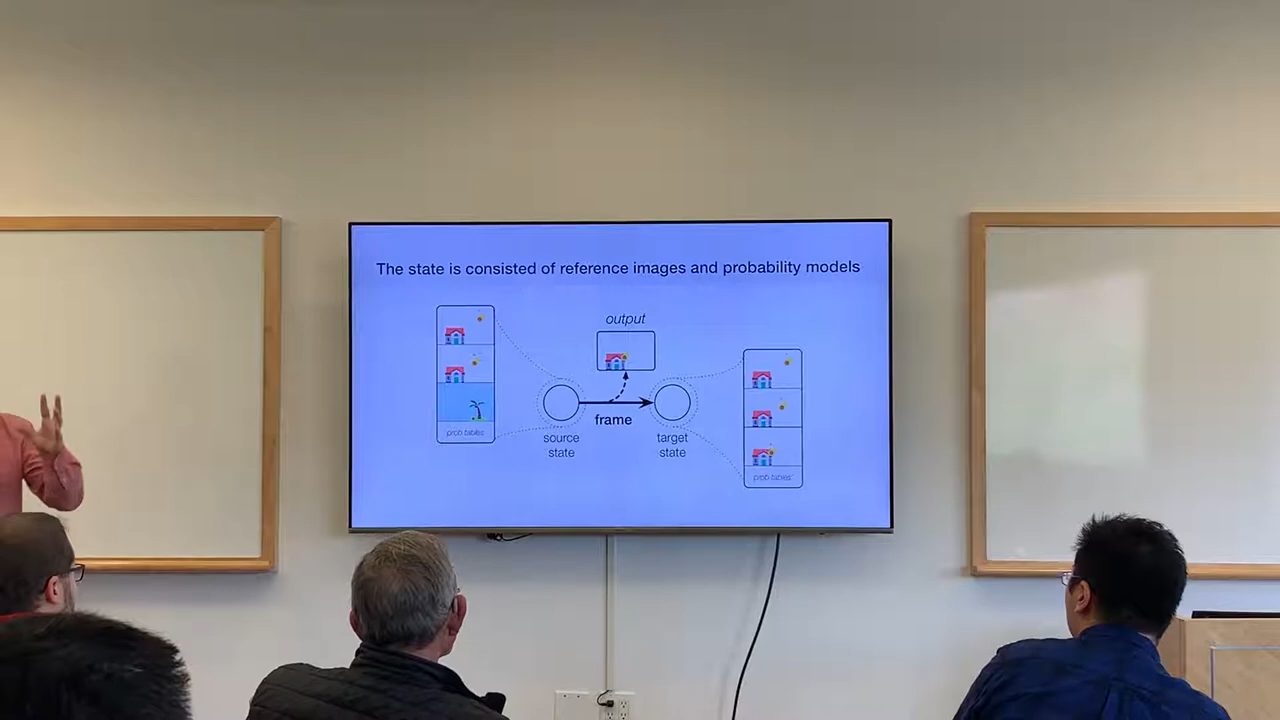 The state is consisted of reference images and probability models
output
prob tables
frame
source
state
target
state
prob tables'